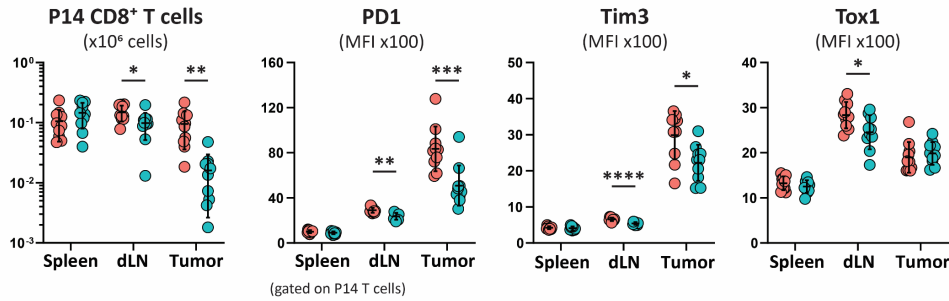 P14 CD8⁺ T cells
(x10⁶ cells)
10⁰
10⁻¹
10⁻²
10⁻³
* **
Spleen dLN Tumor
PD1
(MFI x100)
160
120
80
40
0
***
**
Spleen dLN Tumor
(gated on P14 T cells)
Tim3
(MFI x100)
50
40
30
20
10
0
*
****
Spleen dLN Tumor
Tox1
(MFI x100)
40
30
20
10
0
*
Spleen dLN Tumor